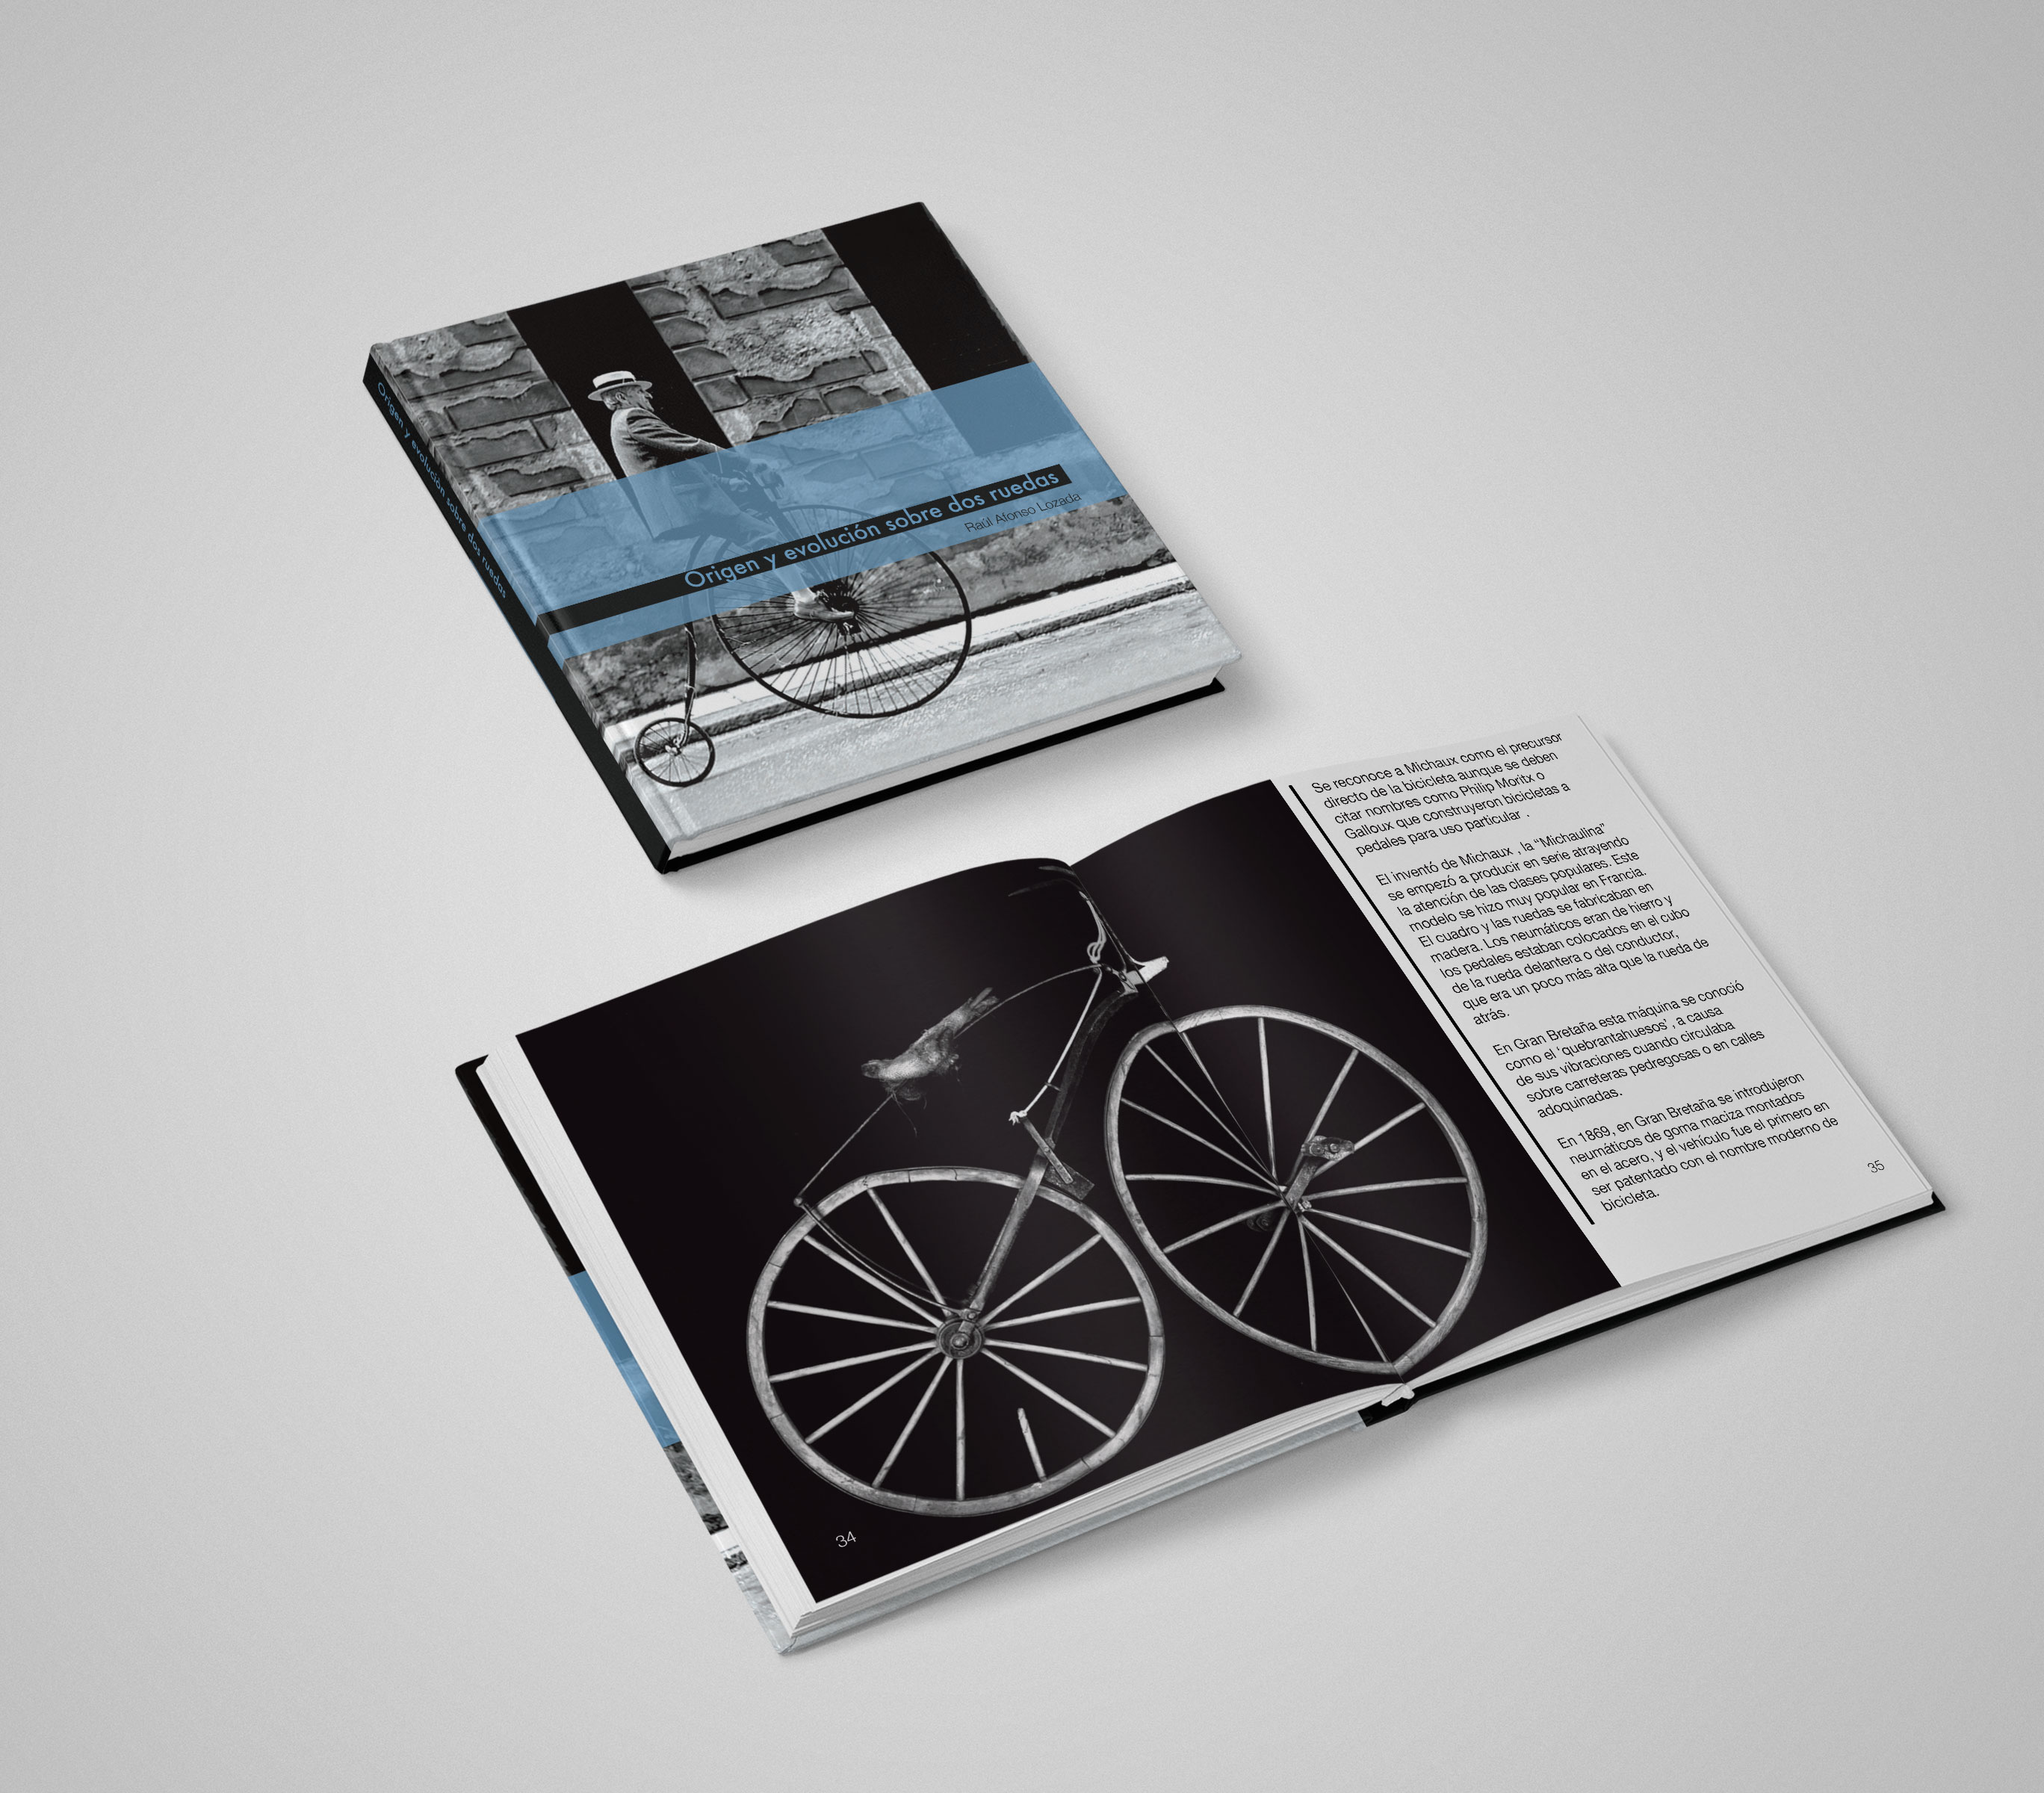 Origen y evolución sobre dos ruedas
Origen y evolución sobre dos ruedas
Raúl Afonso Lozada
Se reconoce a Michaux como el precursor
directo de la bicicleta aunque se deben
citar nombres como Philip Moritx o
Galloux que construyeron bicicletas a
pedales para uso particular .
El inventó de Michaux , la “Michaulina”
se empezó a producir en serie atrayendo
la atención de las clases populares. Este
modelo se hizo muy popular en Francia.
El cuadro y las ruedas se fabricaban en
madera. Los neumáticos eran de hierro y
los pedales estaban colocados en el cubo
de la rueda delantera o del conductor,
que era un poco más alta que la rueda de
atrás.
En Gran Bretaña esta máquina se conoció
como el ‘quebrantahuesos’, a causa
de sus vibraciones cuando circulaba
sobre carreteras pedregosas o en calles
adoquinadas.
En 1869, en Gran Bretaña se introdujeron
neumáticos de goma maciza montados
en el acero, y el vehículo fue el primero en
ser patentado con el nombre moderno de
bicicleta.
35
34